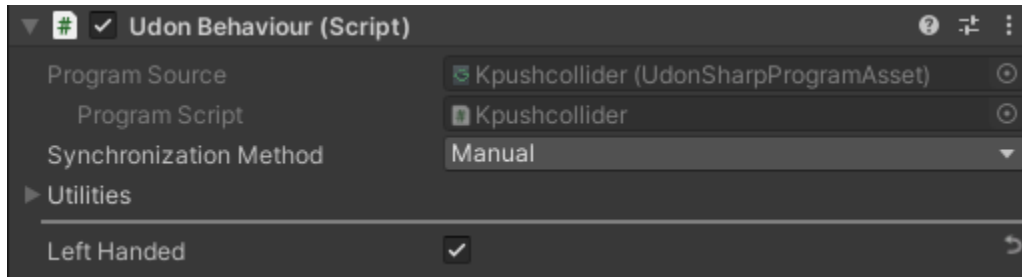 Udon Behaviour (Script)
Program Source Kpushcollider (UdonSharpProgramAsset)
Program Script Kpushcollider
Synchronization Method Manual
Utilities
Left Handed